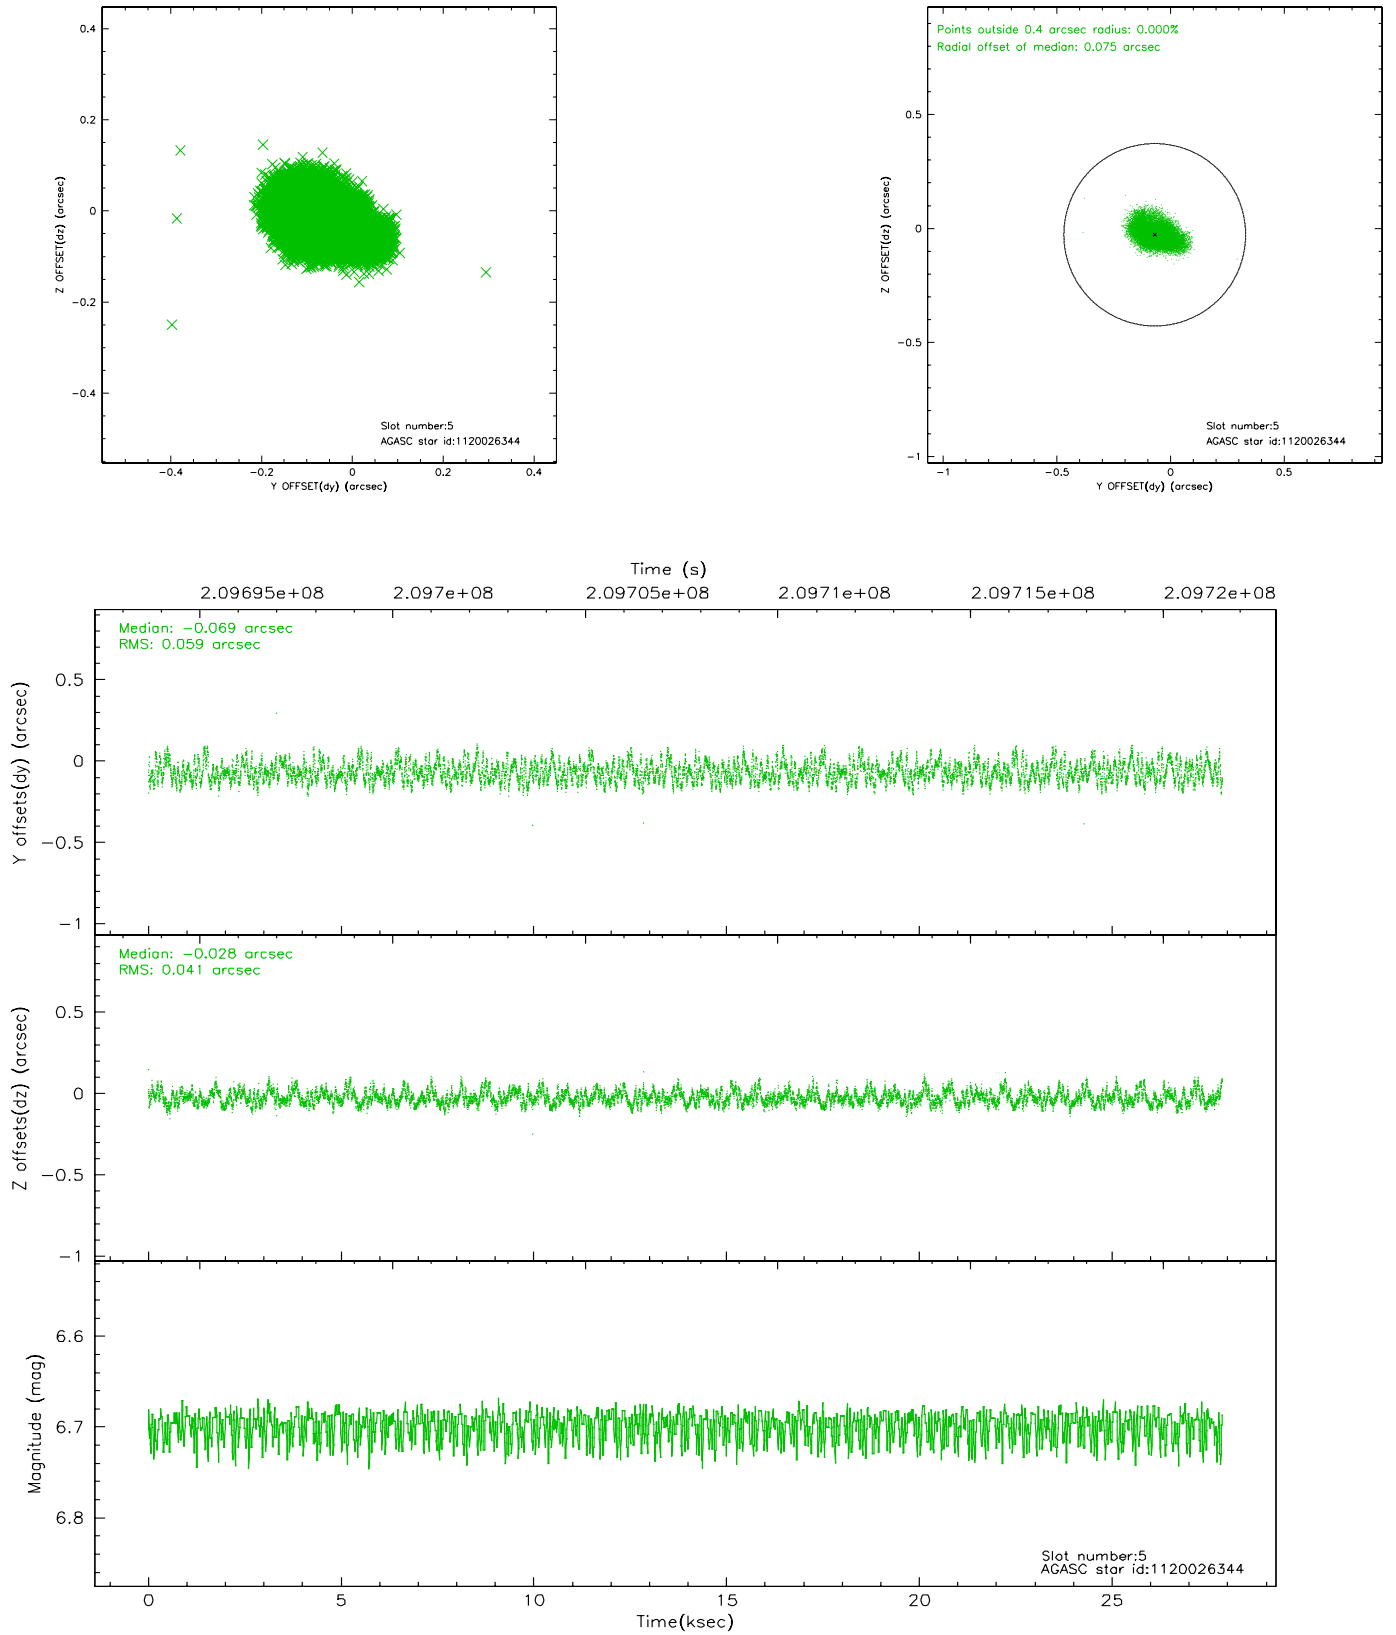 0.4
0.2
0
−0.2
−0.4
Z OFFSET(dz) (arcsec)
Slot number:5
AGASC star id:1120026344
−0.4 −0.2 0 0.2 0.4
Y OFFSET(dy) (arcsec)
Points outside 0.4 arcsec radius: 0.000%
Radial offset of median: 0.075 arcsec
0.5
0
−0.5
−1
Z OFFSET(dz) (arcsec)
Slot number:5
AGASC star id:1120026344
−1 −0.5 0 0.5
Y OFFSET(dy) (arcsec)
Time (s)
2.09695e+08 2.097e+08 2.09705e+08 2.0971e+08 2.09715e+08 2.0972e+08
Median: −0.069 arcsec
RMS: 0.059 arcsec
0.5
0
−0.5
−1
Y offsets(dy) (arcsec)
Median: −0.028 arcsec
RMS: 0.041 arcsec
0.5
0
−0.5
−1
Z offsets(dz) (arcsec)
6.6
6.7
6.8
Magnitude (mag)
Slot number:5
AGASC star id:1120026344
0 5 10 15 20 25
Time(ksec)